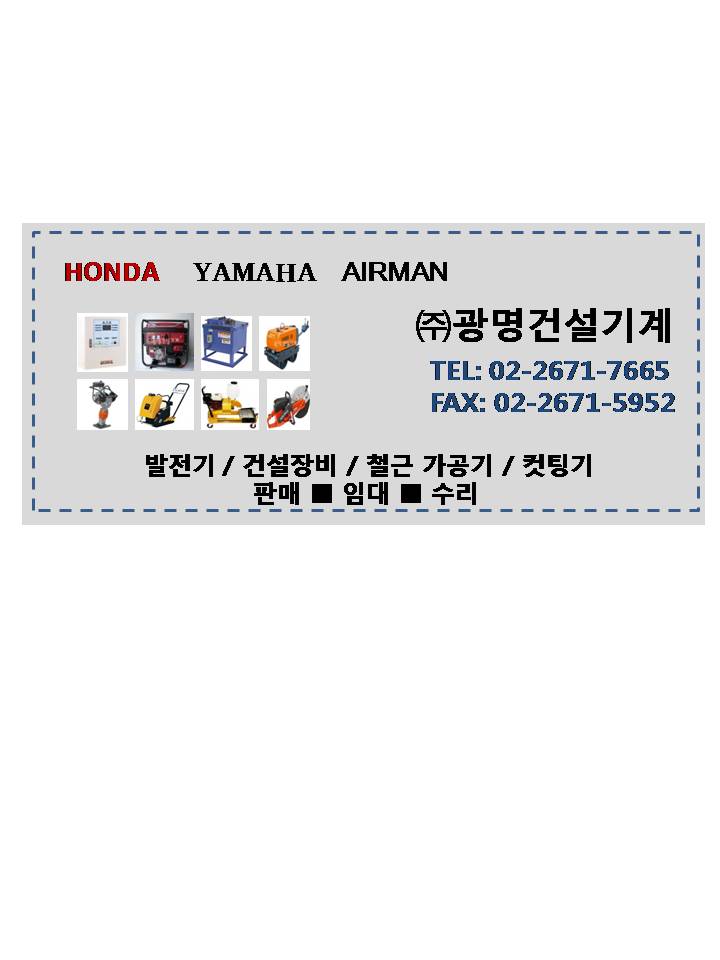 HONDA YAMAHA AIRMAN
㈜광명건설기계
TEL: 02-2671-7665
FAX: 02-2671-5952
발전기 / 건설장비 / 철근 가공기 / 컷팅기
판매 ■ 임대 ■ 수리